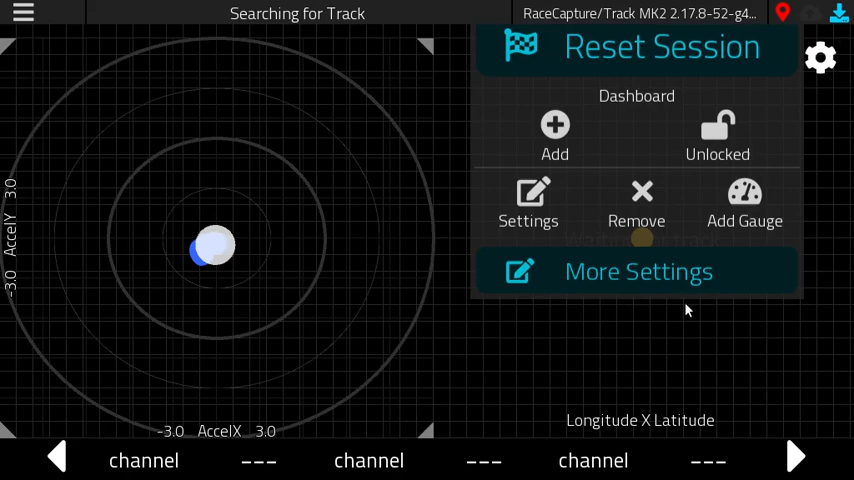 Searching for Track
RaceCapture/Track MK2 2.17.8-52-g4...
Reset Session
Dashboard
Add
Unlocked
Settings
Remove
Add Gauge
More Settings
-3.0 AccelY 3.0
-3.0 AccelX 3.0
Longitude X Latitude
channel --- channel --- channel ---